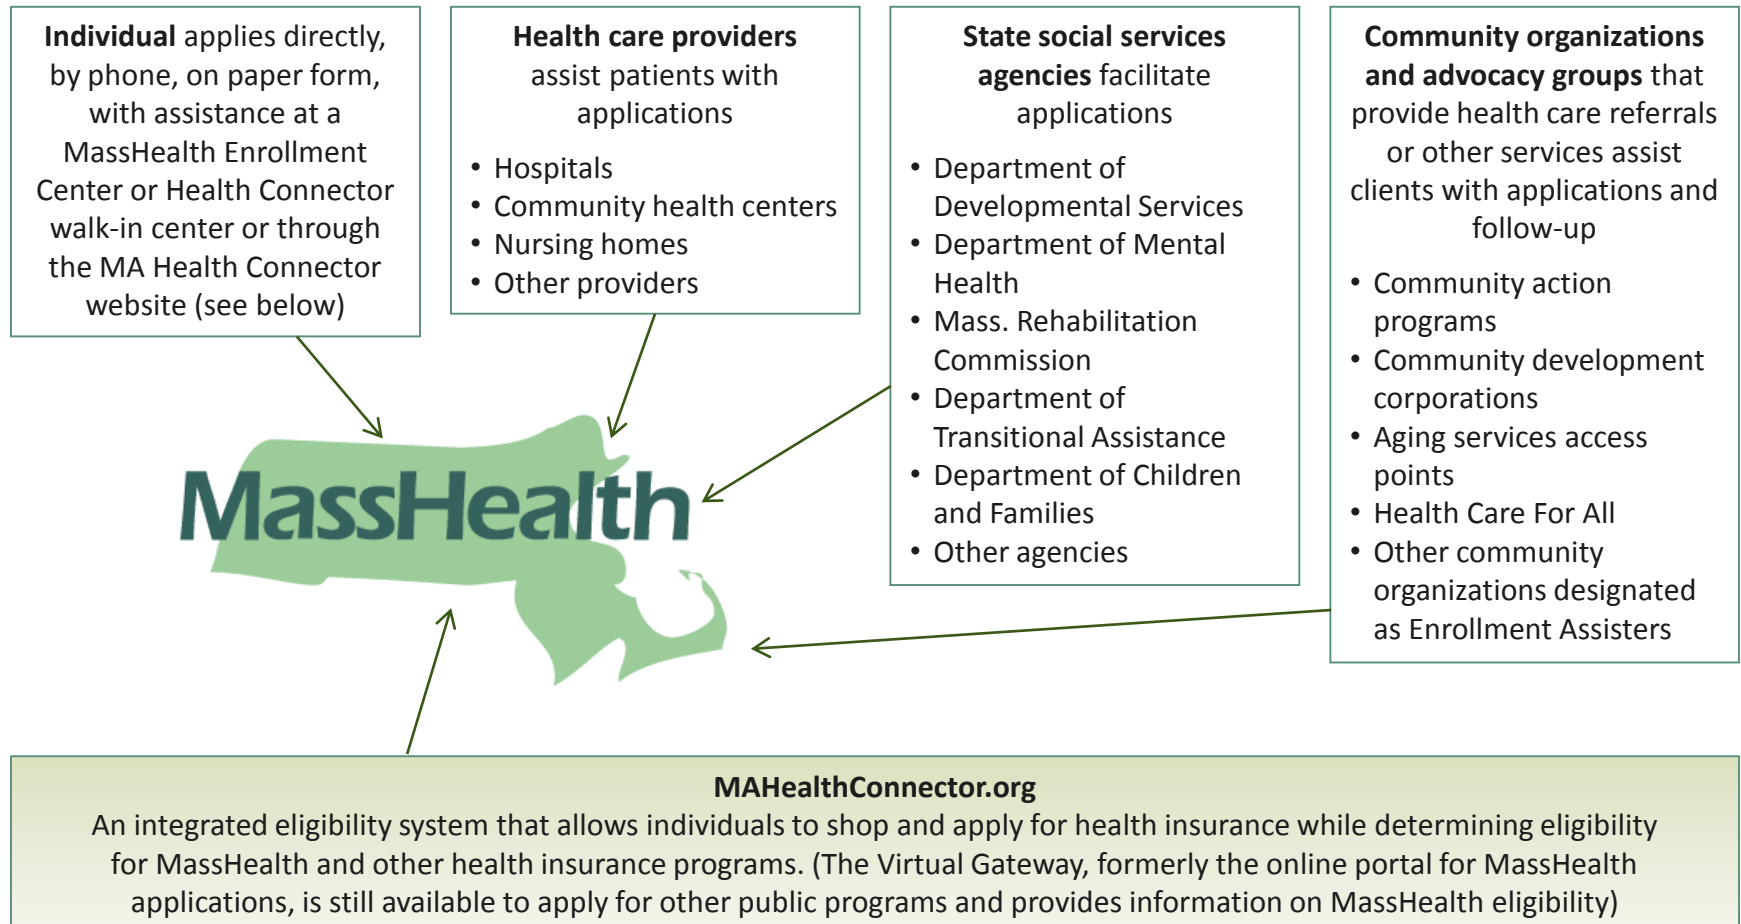 Individual applies directly,
by phone, on paper form,
with assistance at a
MassHealth Enrollment
Center or Health Connector
walk-in center or through
the MA Health Connector
website (see below)
Health care providers
assist patients with
applications
• Hospitals
• Community health centers
• Nursing homes
• Other providers
State social services
agencies facilitate
applications
• Department of
Developmental Services
• Department of Mental
Health
• Mass. Rehabilitation
Commission
• Department of
Transitional Assistance
• Department of Children
and Families
• Other agencies
Community organizations
and advocacy groups that
provide health care referrals
or other services assist
clients with applications and
follow-up
• Community action
programs
• Community development
corporations
• Aging services access
points
• Health Care For All
• Other community
organizations designated
as Enrollment Assisters
MassHealth
MAHealthConnector.org
An integrated eligibility system that allows individuals to shop and apply for health insurance while determining eligibility
for MassHealth and other health insurance programs. (The Virtual Gateway, formerly the online portal for MassHealth
applications, is still available to apply for other public programs and provides information on MassHealth eligibility)